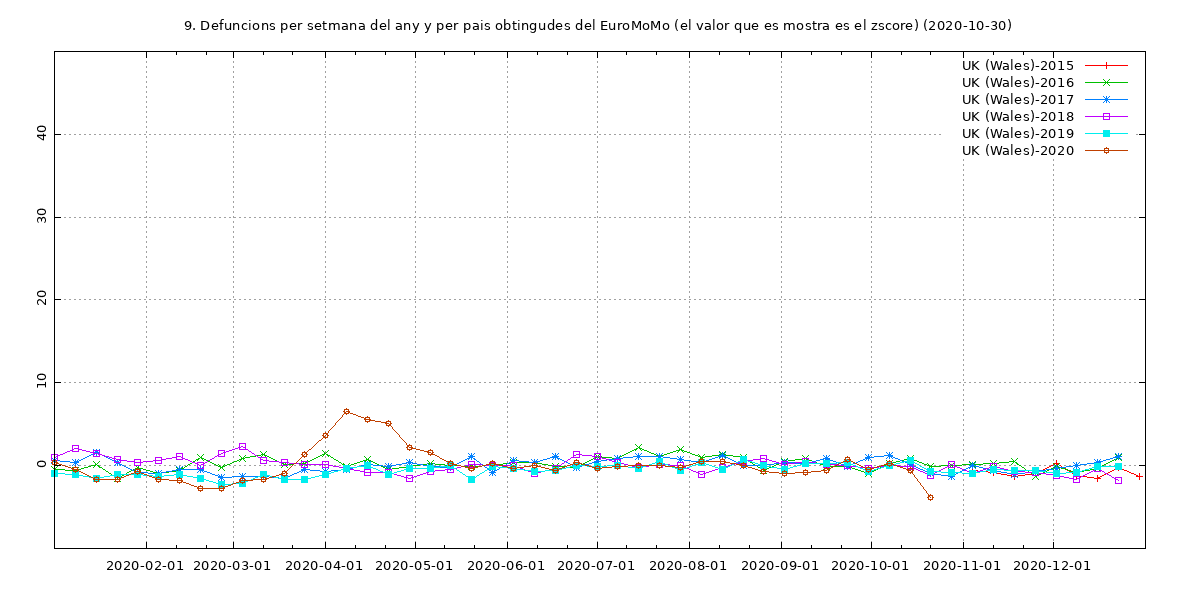 9. Defuncions per setmana del any y per pais obtingudes del EuroMoMo (el valor que es mostra es el zscore) (2020-10-30)
UK (Wales)-2015
UK (Wales)-2016
UK (Wales)-2017
UK (Wales)-2018
UK (Wales)-2019
UK (Wales)-2020
40
30
20
10
0
2020-02-01 2020-03-01 2020-04-01 2020-05-01 2020-06-01 2020-07-01 2020-08-01 2020-09-01 2020-10-01 2020-11-01 2020-12-01